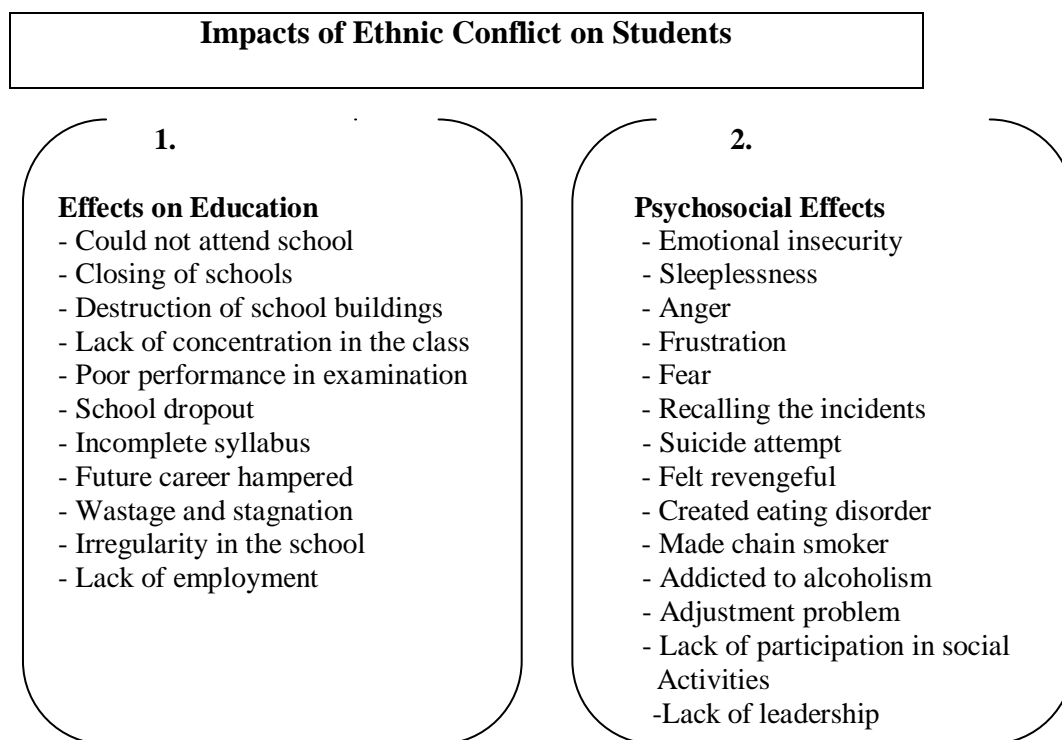 Impacts of Ethnic Conflict on Students
1.
Effects on Education
- Could not attend school
- Closing of schools
- Destruction of school buildings
- Lack of concentration in the class
- Poor performance in examination
- School dropout
- Incomplete syllabus
- Future career hampered
- Wastage and stagnation
- Irregularity in the school
- Lack of employment
2.
Psychosocial Effects
- Emotional insecurity
- Sleeplessness
- Anger
- Frustration
- Fear
- Recalling the incidents
- Suicide attempt
- Felt revengeful
- Created eating disorder
- Made chain smoker
- Addicted to alcoholism
- Adjustment problem
- Lack of participation in social
Activities
-Lack of leadership